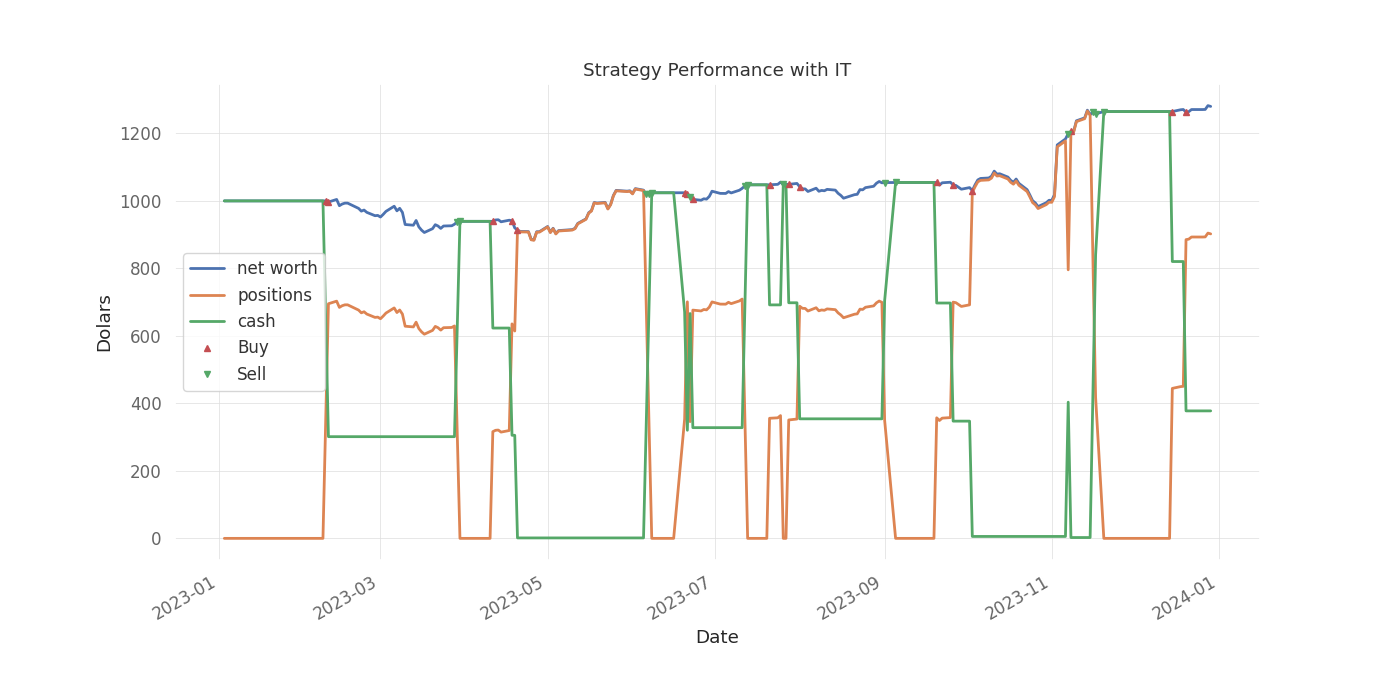 Strategy Performance with IT
Dolars
1200
1000
800
600
400
200
0
net worth
positions
cash
Buy
Sell
2023-01
2023-03
2023-05
2023-07
2023-09
2023-11
2024-01
Date